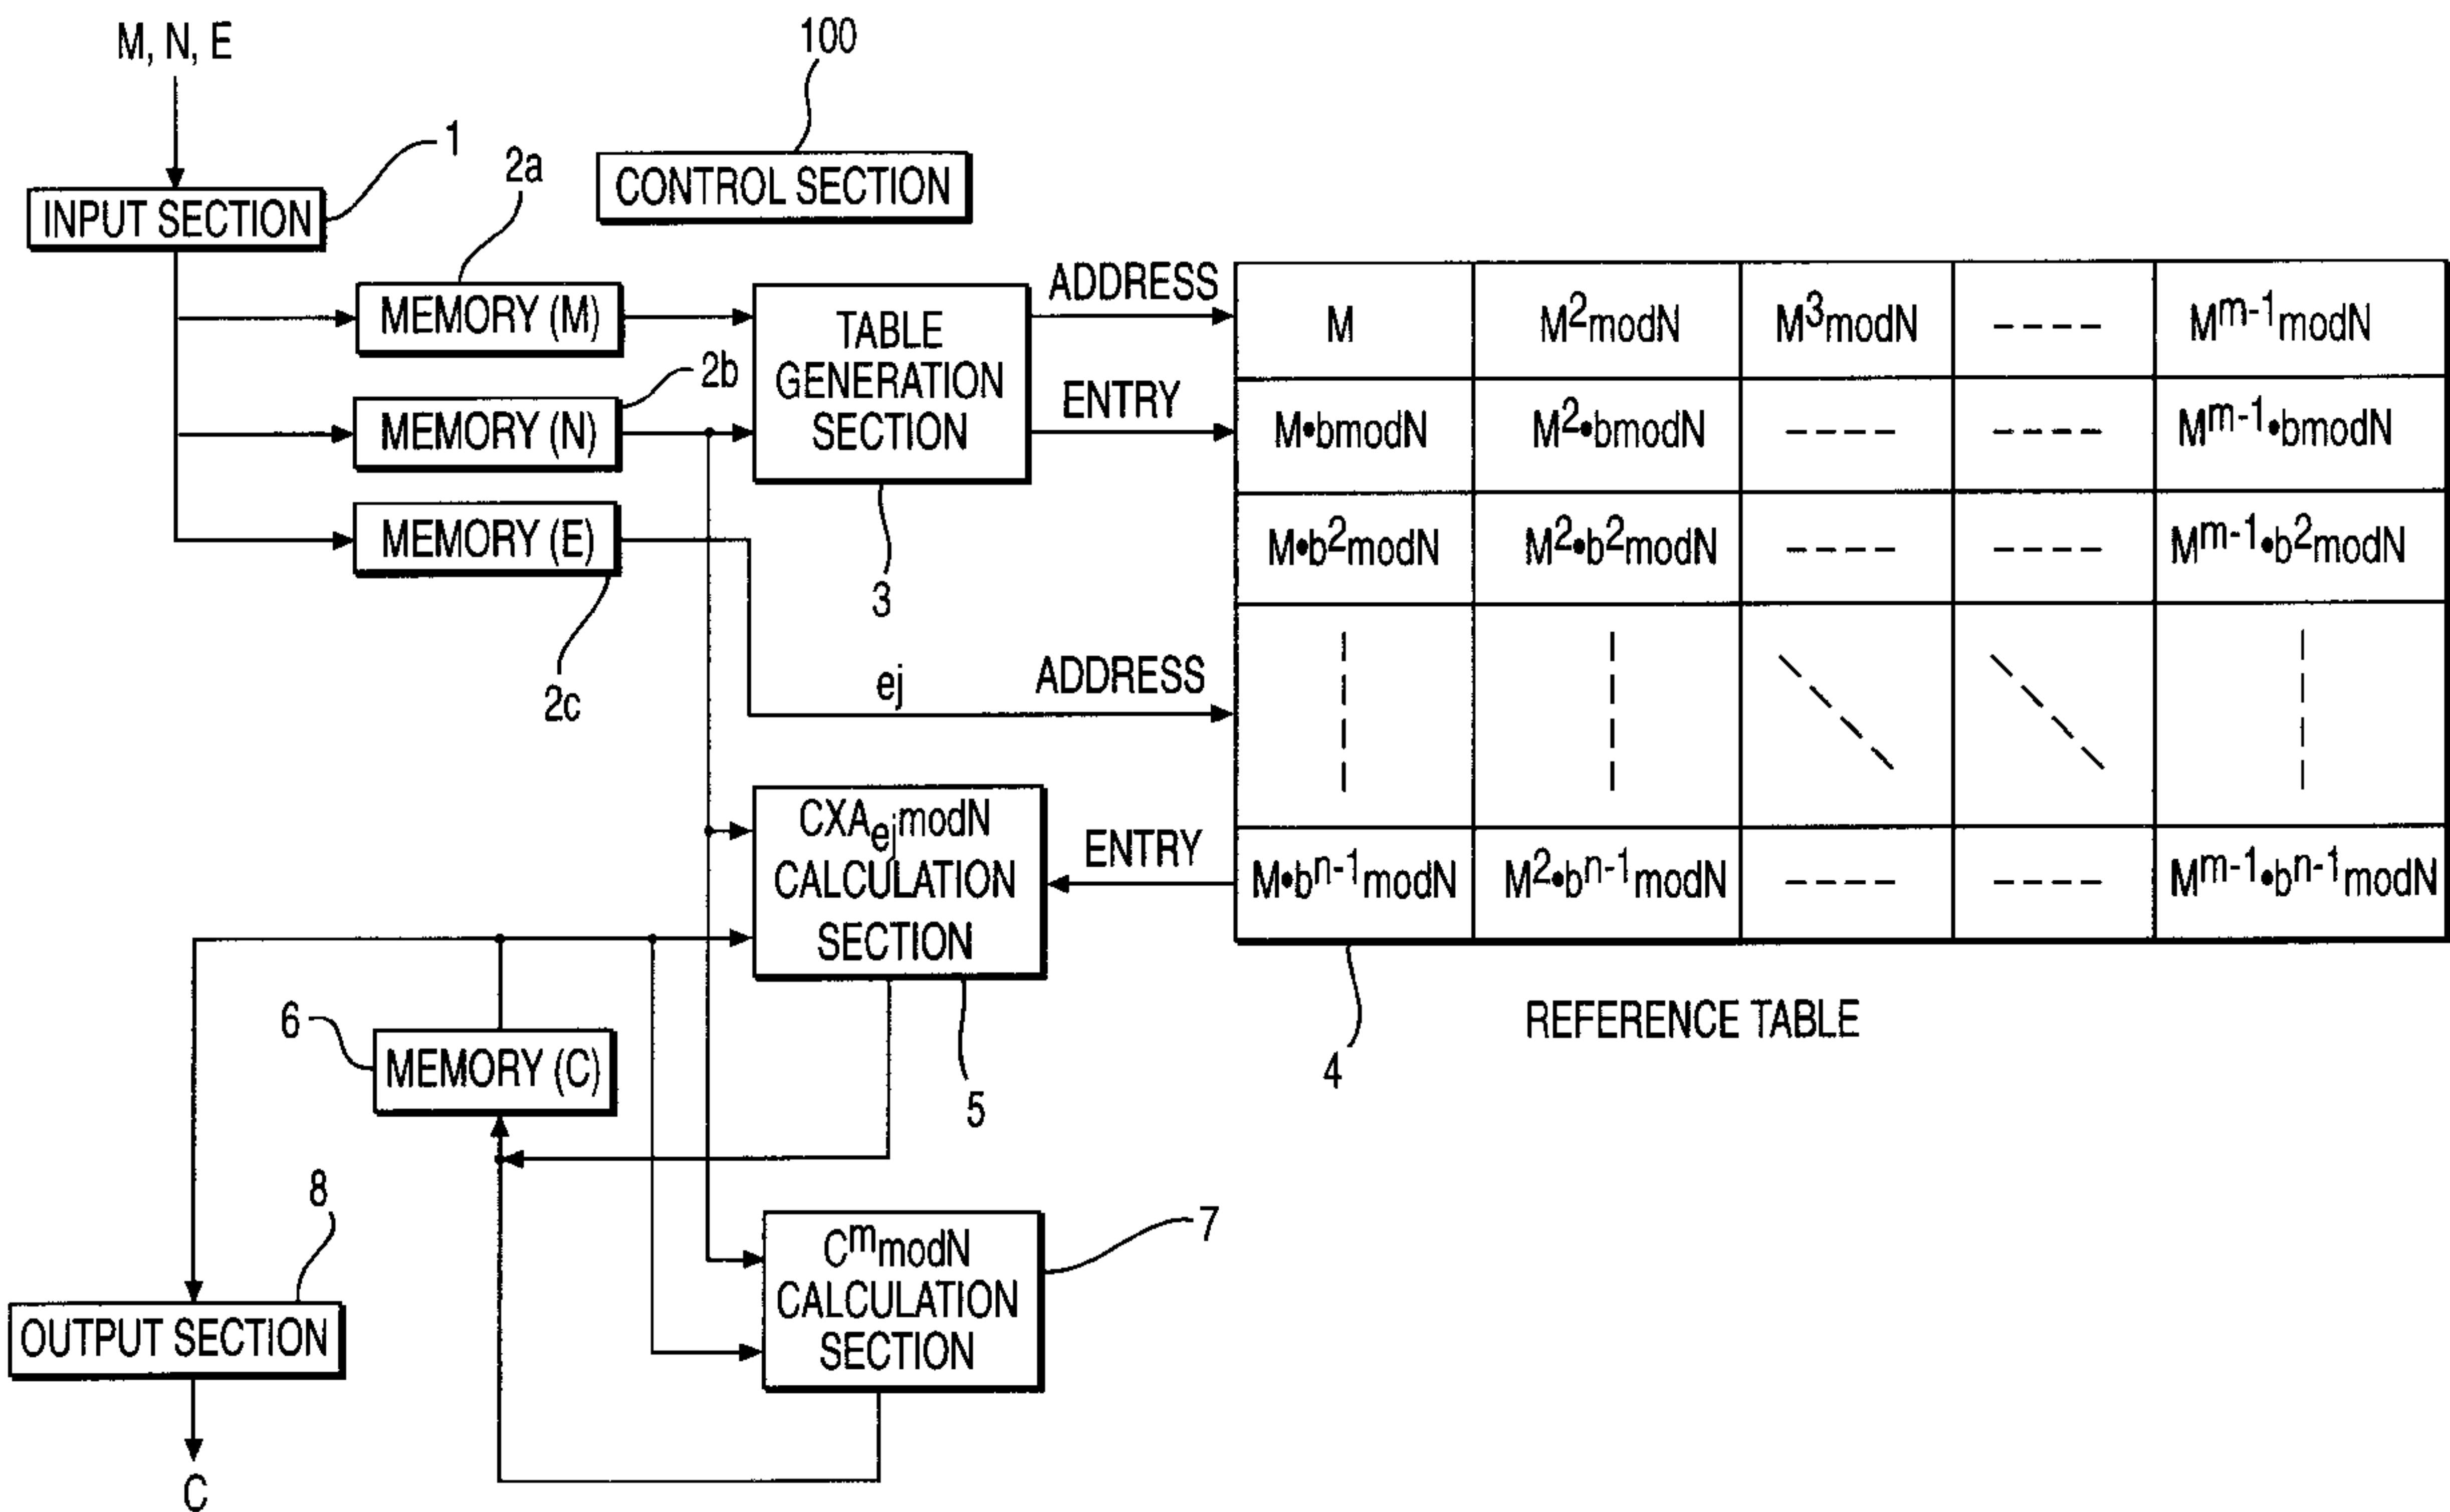 M, N, E
100
1
2a
INPUT SECTION
CONTROL SECTION
MEMORY (M)
2b
MEMORY (N)
MEMORY (E)
2c
TABLE
GENERATION
SECTION
3
ADDRESS
ENTRY
ej
ADDRESS
M M²modN M³modN ---- Mᵐ⁻¹modN
M•bmodN M²•bmodN ---- ---- Mᵐ⁻¹•bmodN
M•b²modN M²•b²modN ---- ---- Mᵐ⁻¹•b²modN
M•bⁿ⁻¹modN M²•bⁿ⁻¹modN ---- ---- Mᵐ⁻¹•bⁿ⁻¹modN
4
REFERENCE TABLE
CXAejmodN
CALCULATION
SECTION
ENTRY
5
6
MEMORY (C)
8
OUTPUT SECTION
C
CᵐmodN
CALCULATION
SECTION
7